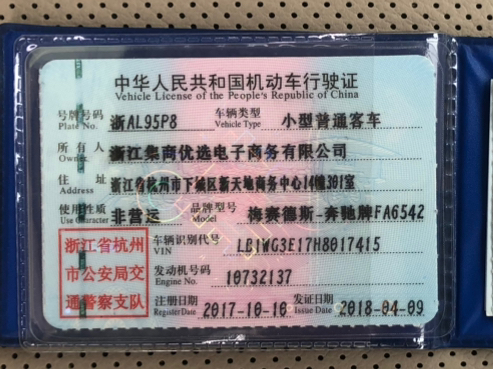 中华人民共和国机动车行驶证
Vehicle License of the People's Republic of China
号牌号码 浙AL95P8 车辆类型 小型普通客车
Plate No. Vehicle Type
所有人 浙江集商优选电子商务有限公司
Owner
住址 浙江省杭州市下城区新天地商务中心14幢301室
Address
使用性质 非营运 品牌型号 梅赛德斯-奔驰牌FA6542
Use Character Model
浙江省杭州
市公安局交
通警察支队
车辆识别代号 LB1WG3E17H8017415
VIN
发动机号码 10732137
Engine No.
注册日期 2017-10-10 发证日期 2018-04-09
Register Date Issue Date